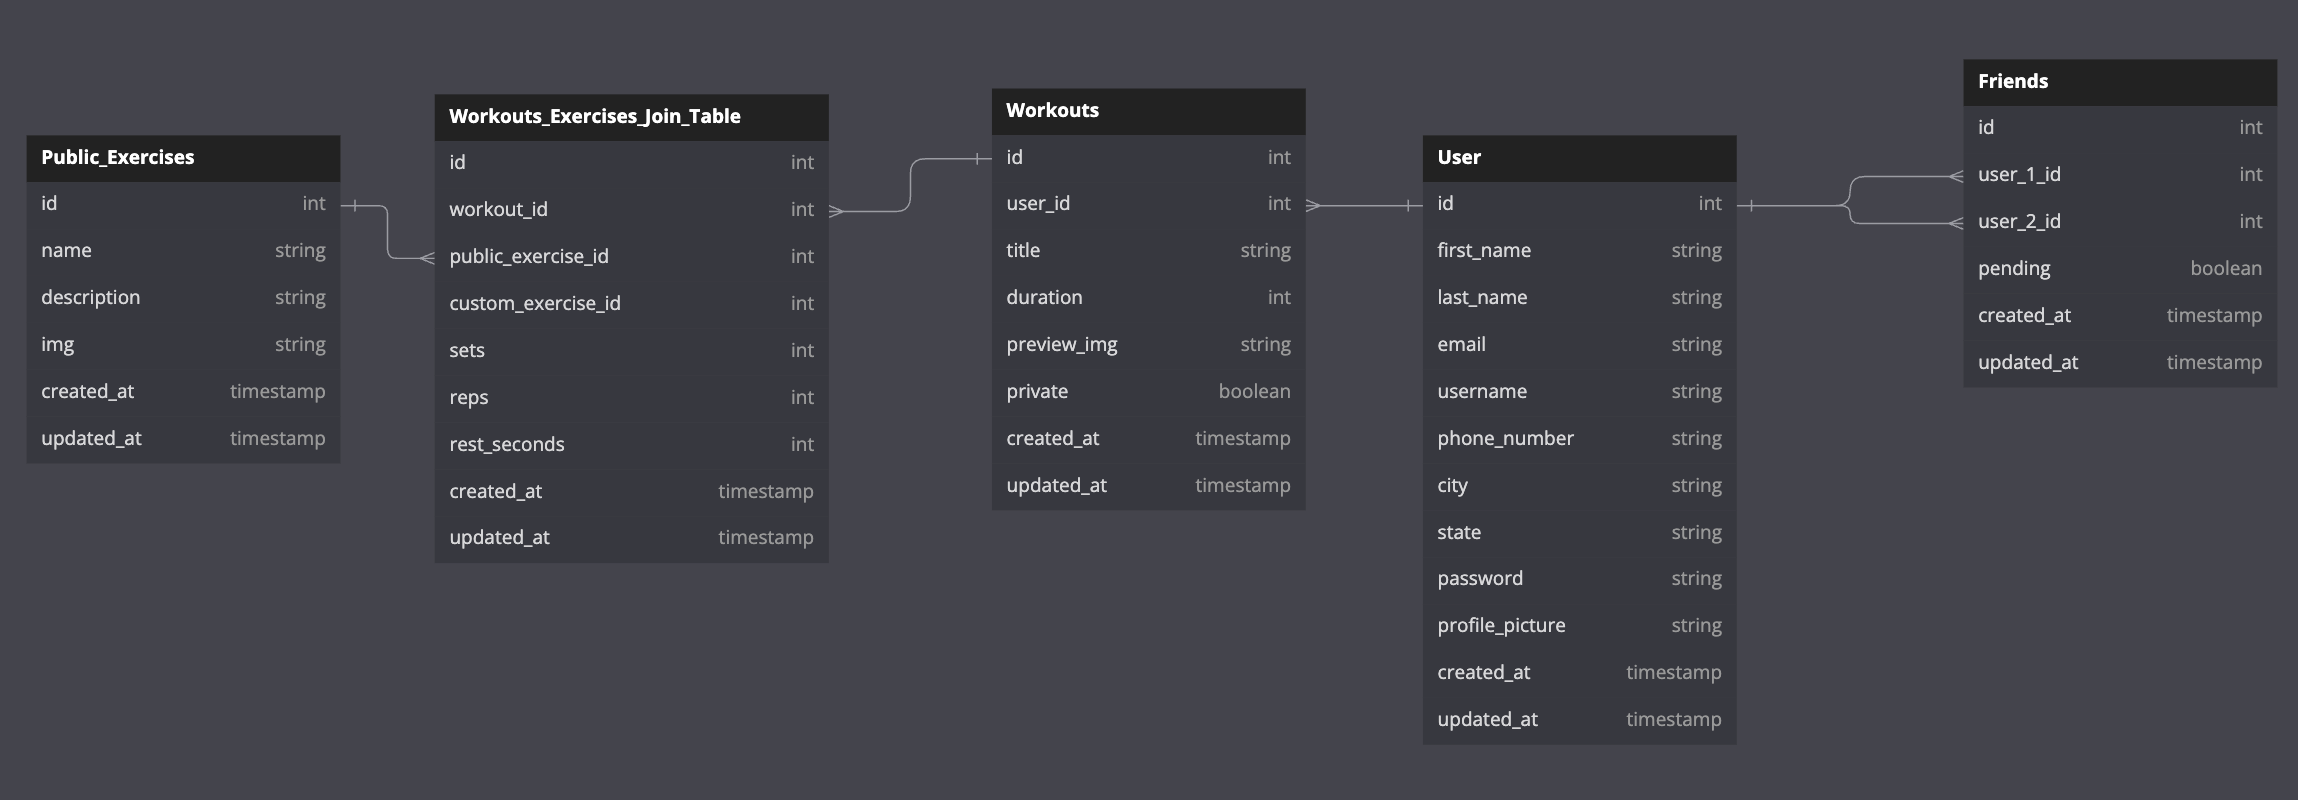 Public_Exercises
id int
name string
description string
img string
created_at timestamp
updated_at timestamp
Workouts_Exercises_Join_Table
id int
workout_id int
public_exercise_id int
custom_exercise_id int
sets int
reps int
rest_seconds int
created_at timestamp
updated_at timestamp
Workouts
id int
user_id int
title string
duration int
preview_img string
private boolean
created_at timestamp
updated_at timestamp
User
id int
first_name string
last_name string
email string
username string
phone_number string
city string
state string
password string
profile_picture string
created_at timestamp
updated_at timestamp
Friends
id int
user_1_id int
user_2_id int
pending boolean
created_at timestamp
updated_at timestamp